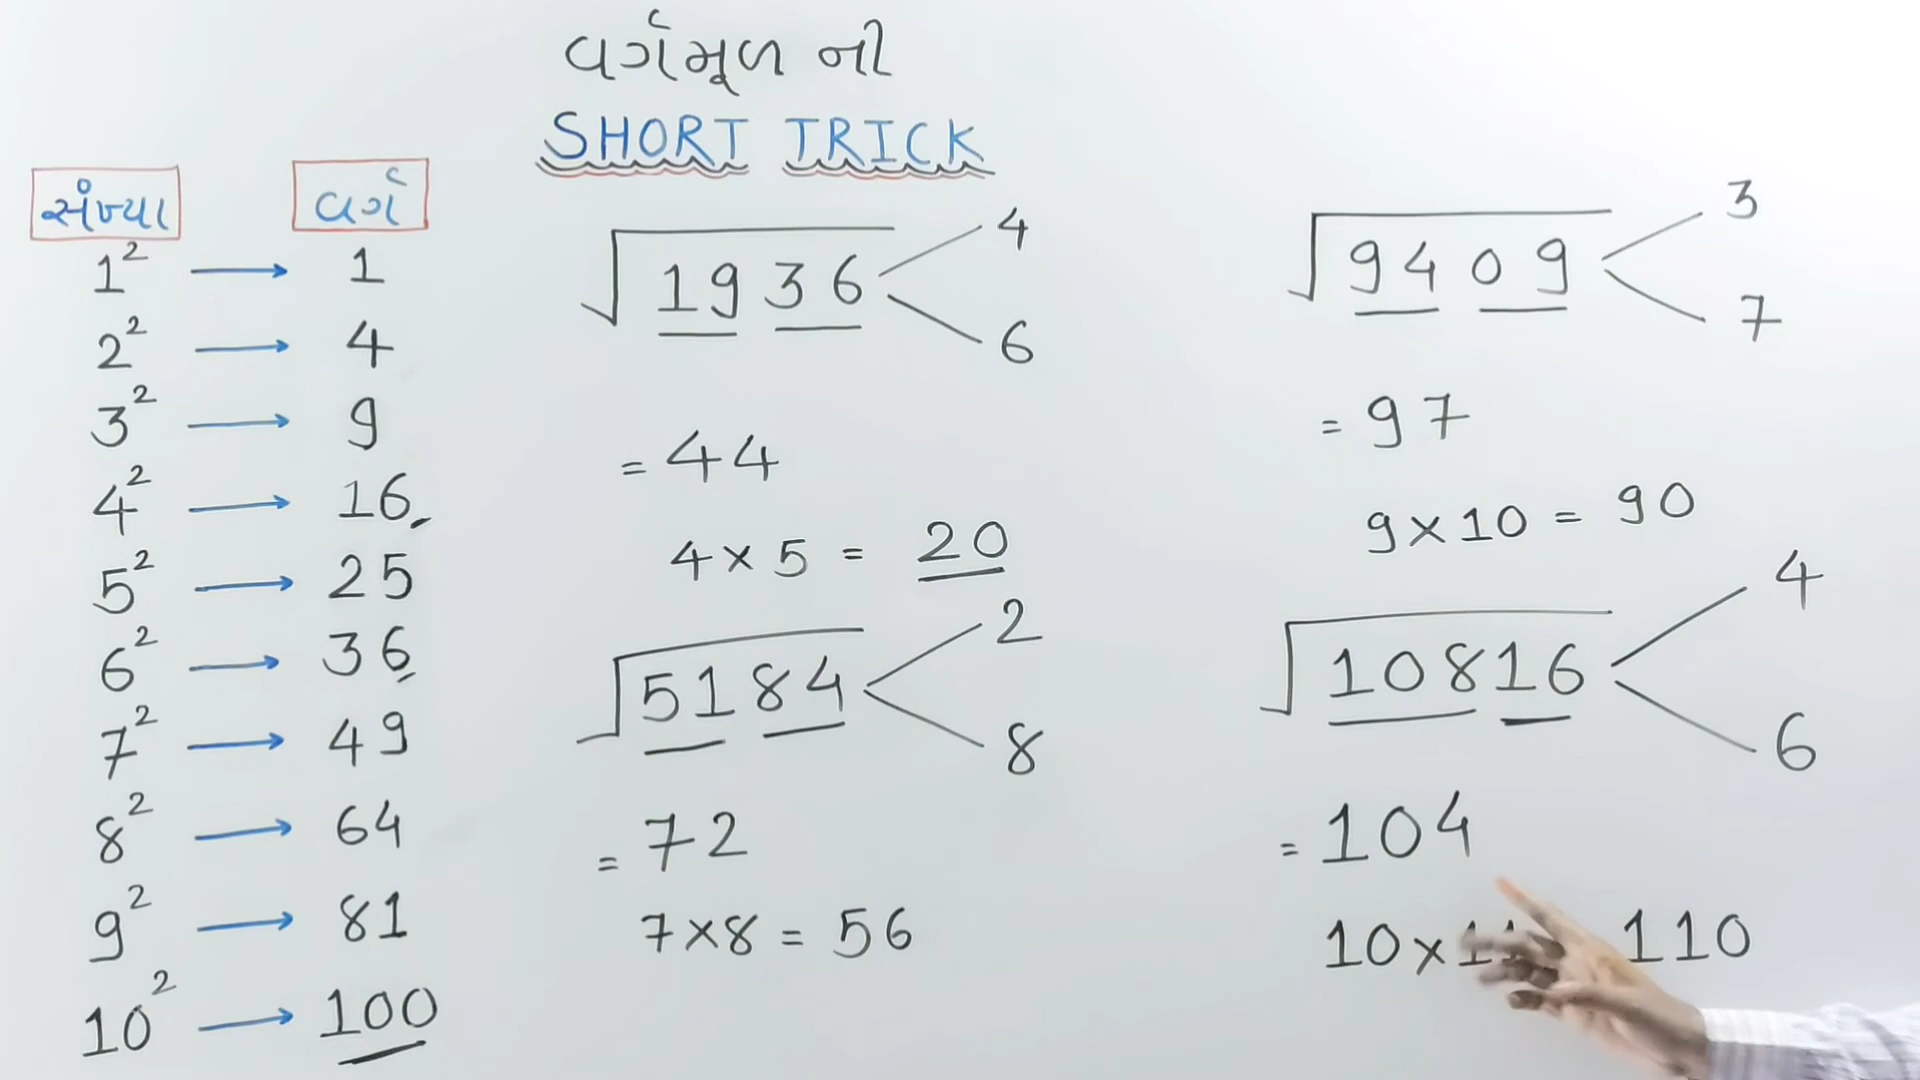 વર્ગમૂળ ની
SHORT TRICK
સંખ્યા વર્ગ
1² → 1
2² → 4
3² → 9
4² → 16
5² → 25
6² → 36
7² → 49
8² → 64
9² → 81
10² → 100
√1936 4
6
= 44
4 × 5 = 20
√5184 2
8
= 72
7 × 8 = 56
√9409 3
7
= 97
9 × 10 = 90
√10816 4
6
= 104
10 × 110